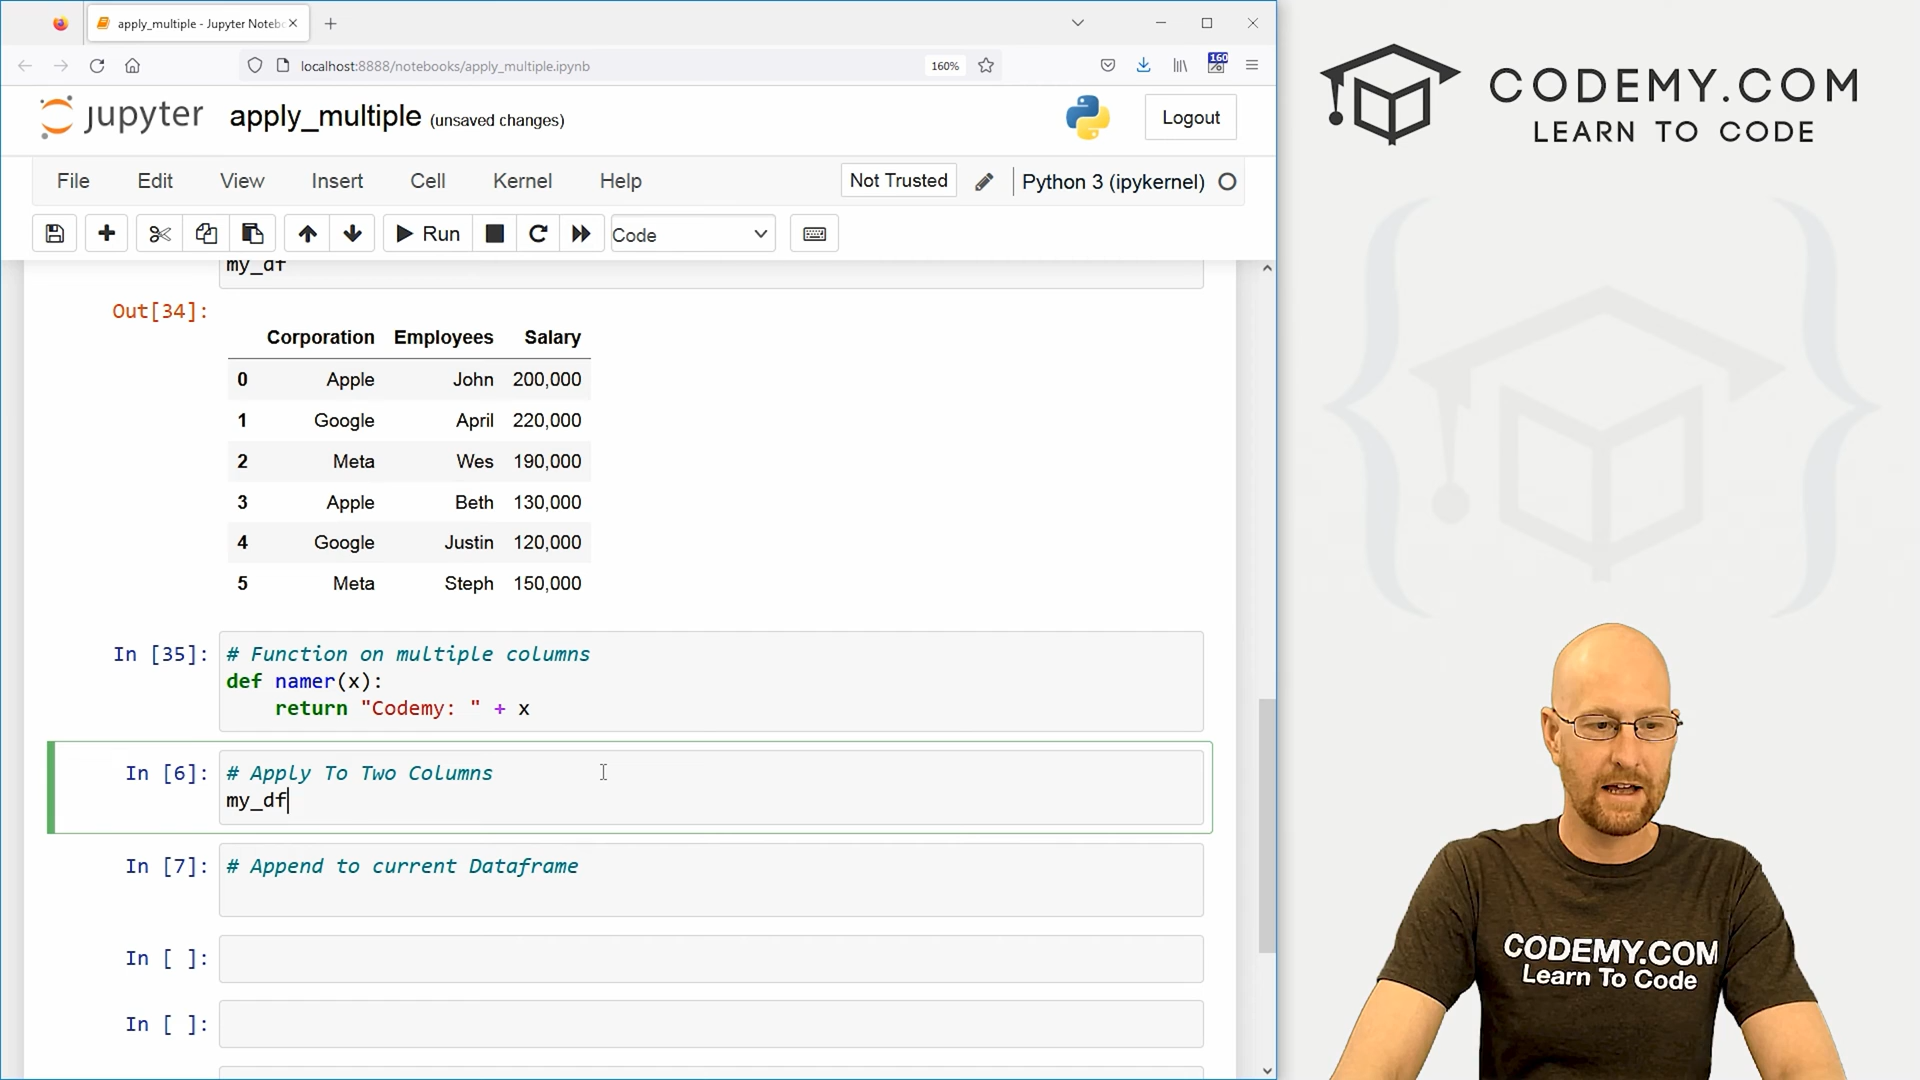 apply_multiple - Jupyter Notebo
localhost:8888/notebooks/apply_multiple.ipynb
160%
160
jupyter apply_multiple (unsaved changes)
Logout
File Edit View Insert Cell Kernel Help
Not Trusted
Python 3 (ipykernel)
Run
Code
my_df
Out[34]:
Corporation Employees Salary
0 Apple John 200,000
1 Google April 220,000
2 Meta Wes 190,000
3 Apple Beth 130,000
4 Google Justin 120,000
5 Meta Steph 150,000
In [35]: # Function on multiple columns
def namer(x):
return "Codemy: " + x
In [6]: # Apply To Two Columns
my_df
In [7]: # Append to current Dataframe
In [ ]:
In [ ]:
CODEMY.COM
LEARN TO CODE
CODEMY.COM
Learn To Code